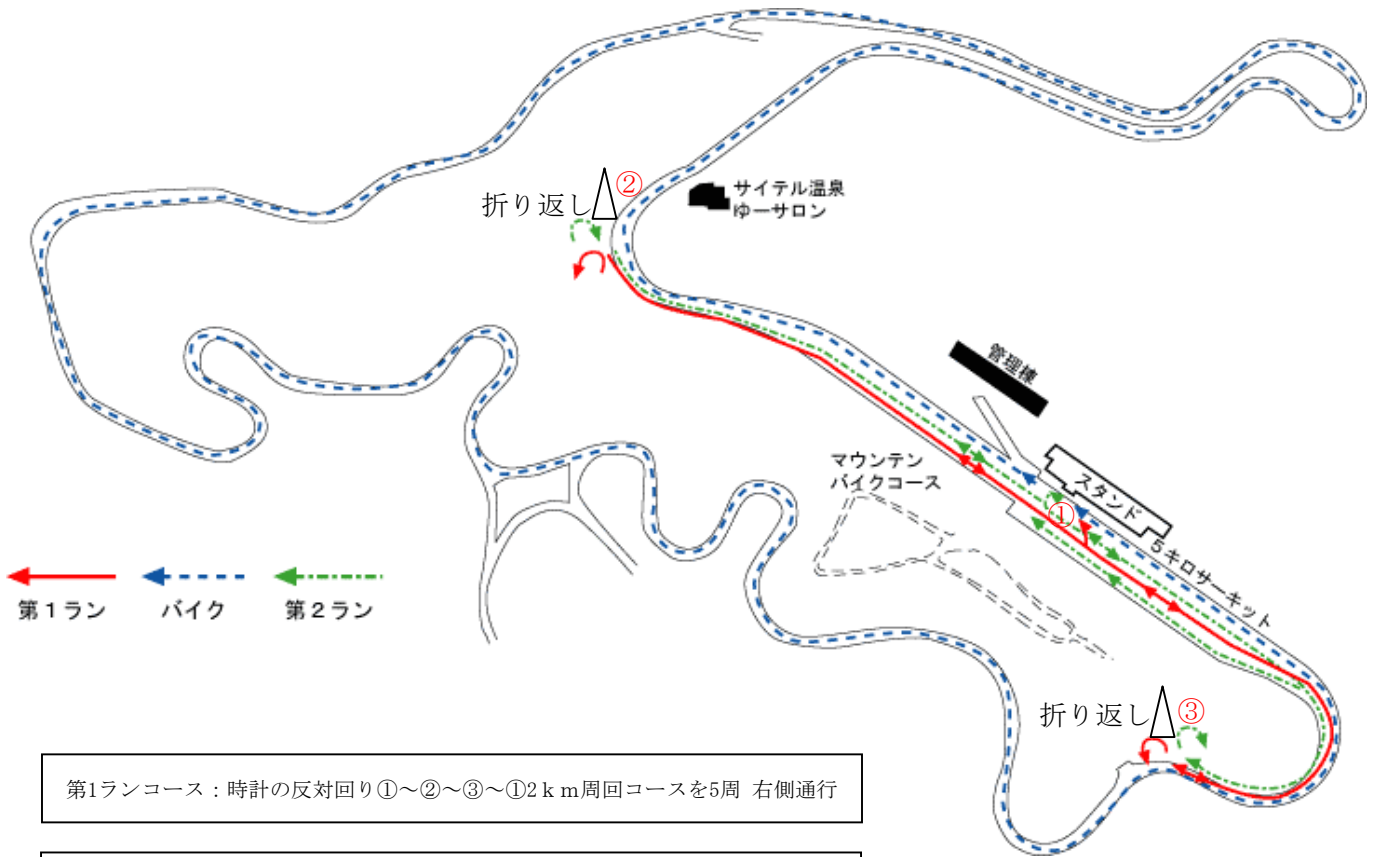 ②
折り返し
サイテル温泉
ゆーサロン
管理棟
スタンド
マウンテン
バイクコース
①
5キロサーキット
第1ラン
バイク
第2ラン
折り返し
③
第1ランコース：時計の反対回り①～②～③～①2ｋｍ周回コースを5周 右側通行